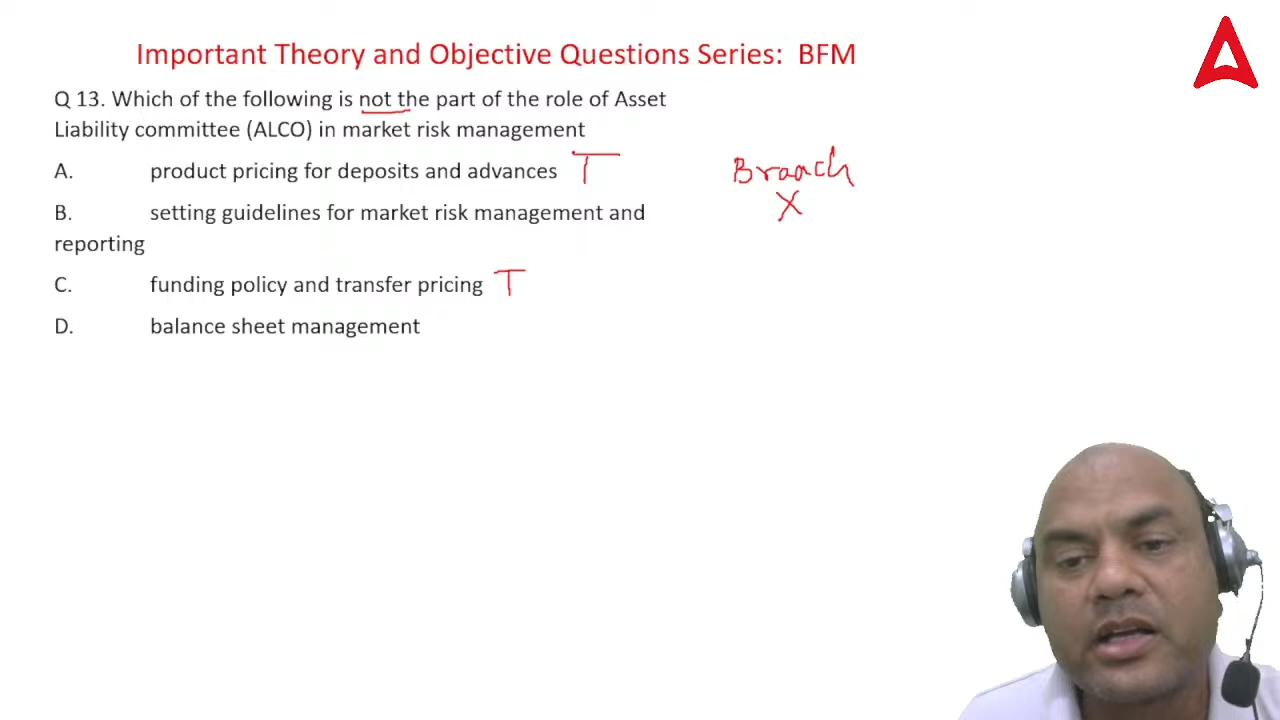 Important Theory and Objective Questions Series: BFM
Q 13. Which of the following is not the part of the role of Asset
Liability committee (ALCO) in market risk management
A. product pricing for deposits and advances T
Braach
X
B. setting guidelines for market risk management and
reporting
C. funding policy and transfer pricing T
D. balance sheet management